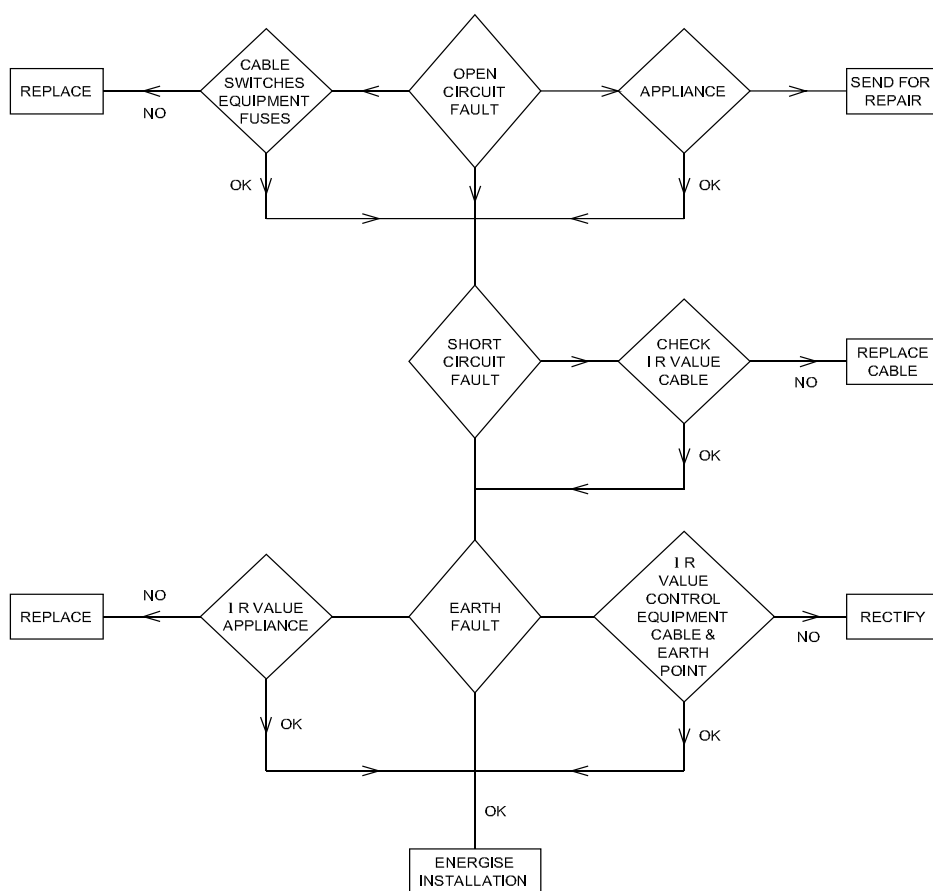 REPLACE
NO
CABLE
SWITCHES
EQUIPMENT
FUSES
OPEN
CIRCUIT
FAULT
APPLIANCE
SEND FOR
REPAIR
OK
OK
SHORT
CIRCUIT
FAULT
CHECK
I R VALUE
CABLE
NO
REPLACE
CABLE
OK
REPLACE
NO
I R VALUE
APPLIANCE
EARTH
FAULT
I R
VALUE
CONTROL
EQUIPMENT
CABLE &
EARTH
POINT
NO
RECTIFY
OK
OK
OK
ENERGISE
INSTALLATION